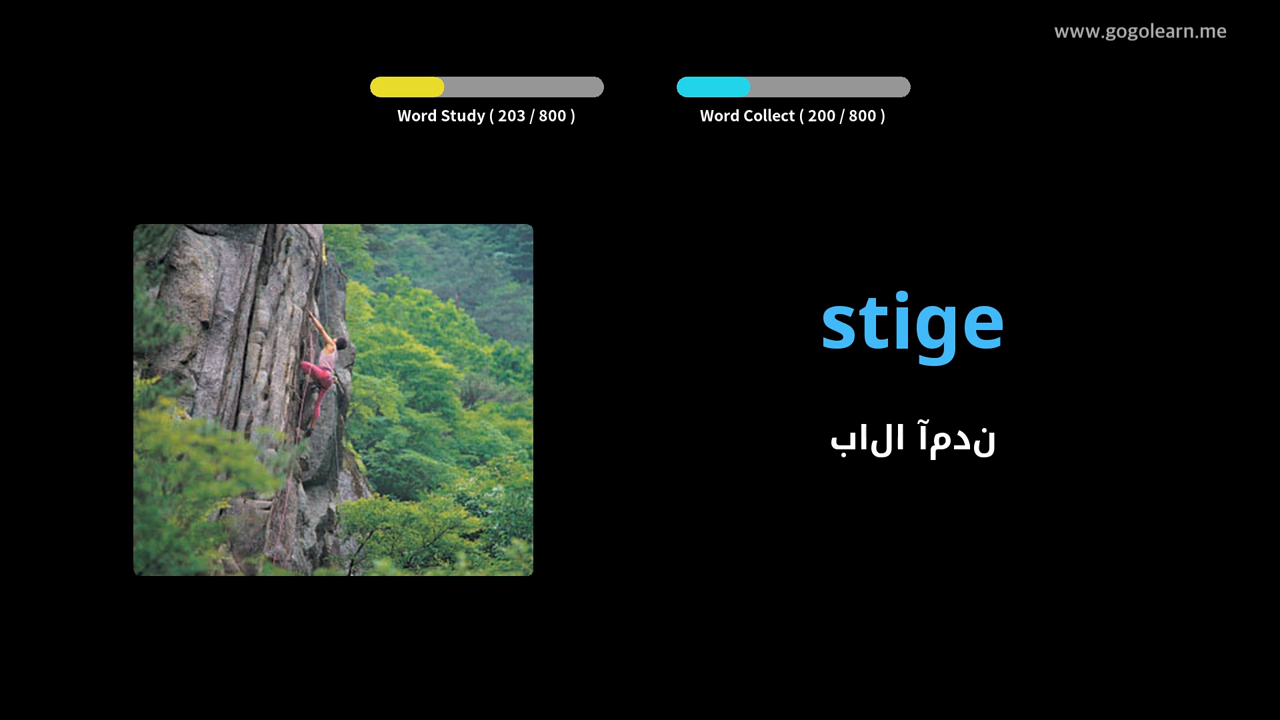 www.gogolearn.me
Word Study ( 203 / 800 )
Word Collect ( 200 / 800 )
stige
بالا آمدن